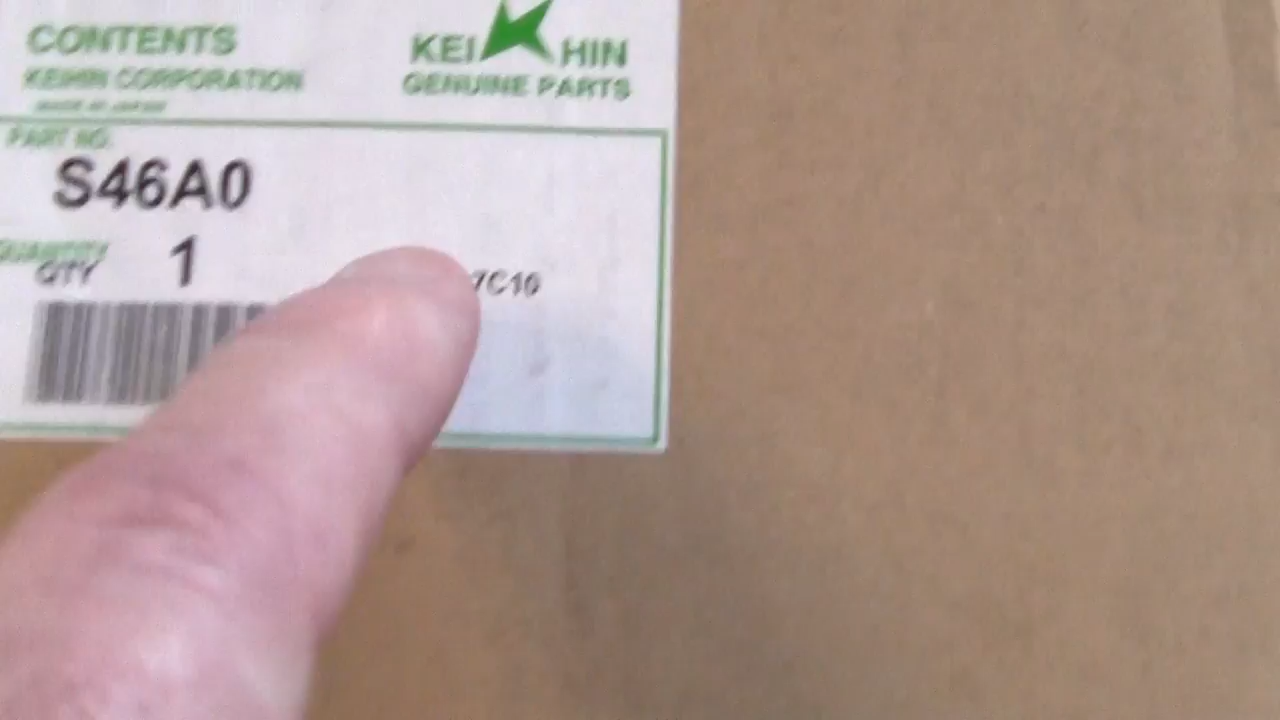 CONTENTS
KEIHIN CORPORATION
MADE IN JAPAN
KEIHIN
GENUINE PARTS
PART NO.
S46A0
QUANTITY
QTY 1
7C10